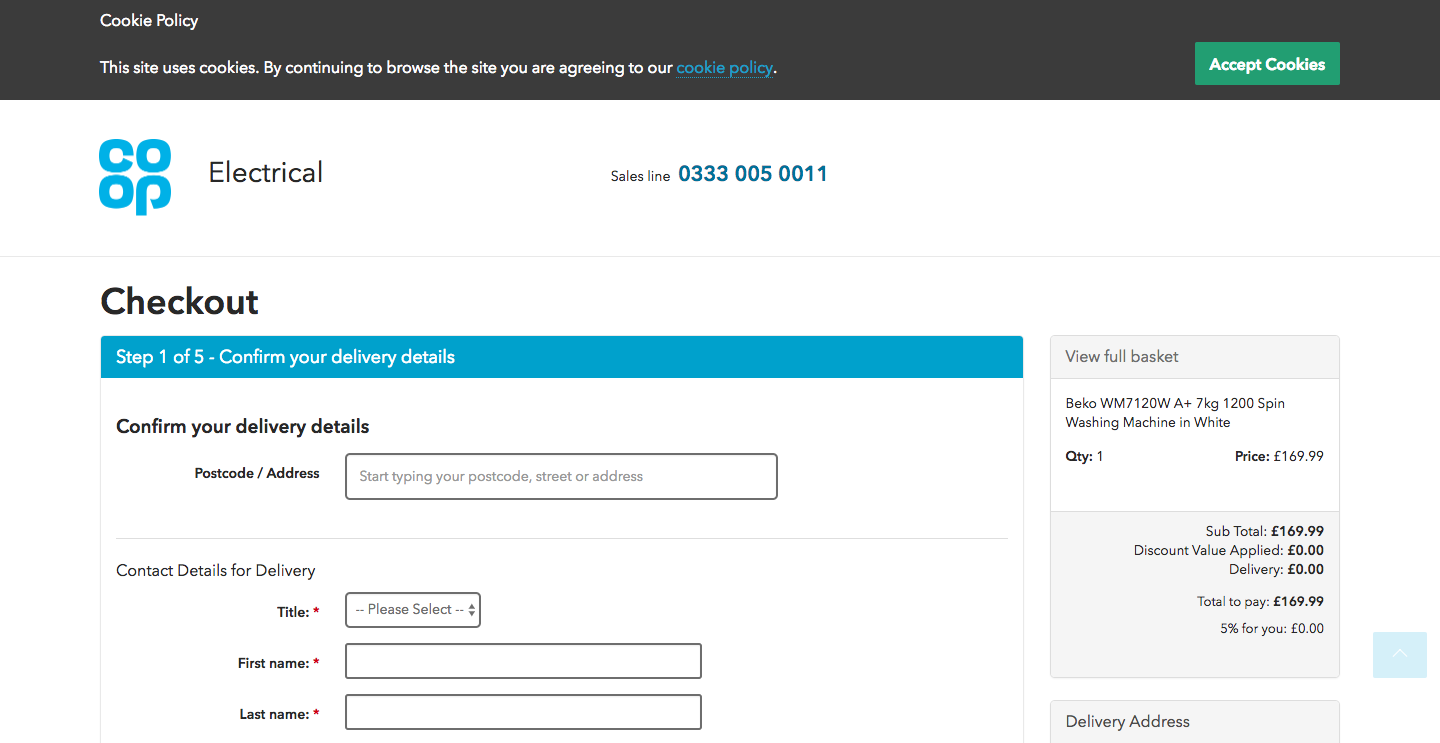 Cookie Policy
This site uses cookies. By continuing to browse the site you are agreeing to our cookie policy.
Accept Cookies
co
op
Electrical
Sales line 0333 005 0011
Checkout
Step 1 of 5 - Confirm your delivery details
Confirm your delivery details
Postcode / Address
Start typing your postcode, street or address
Contact Details for Delivery
Title: *
-- Please Select --
First name: *
Last name: *
View full basket
Beko WM7120W A+ 7kg 1200 Spin
Washing Machine in White
Qty: 1 Price: £169.99
Sub Total: £169.99
Discount Value Applied: £0.00
Delivery: £0.00
Total to pay: £169.99
5% for you: £0.00
Delivery Address